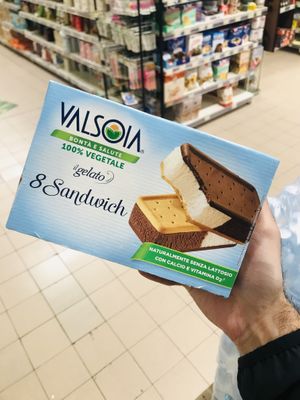 VALSOIA®
BONTÀ E SALUTE
100% VEGETALE
il gelato
8 Sandwich
NATURALMENTE SENZA LATTOSIO
CON CALCIO E VITAMINA D2